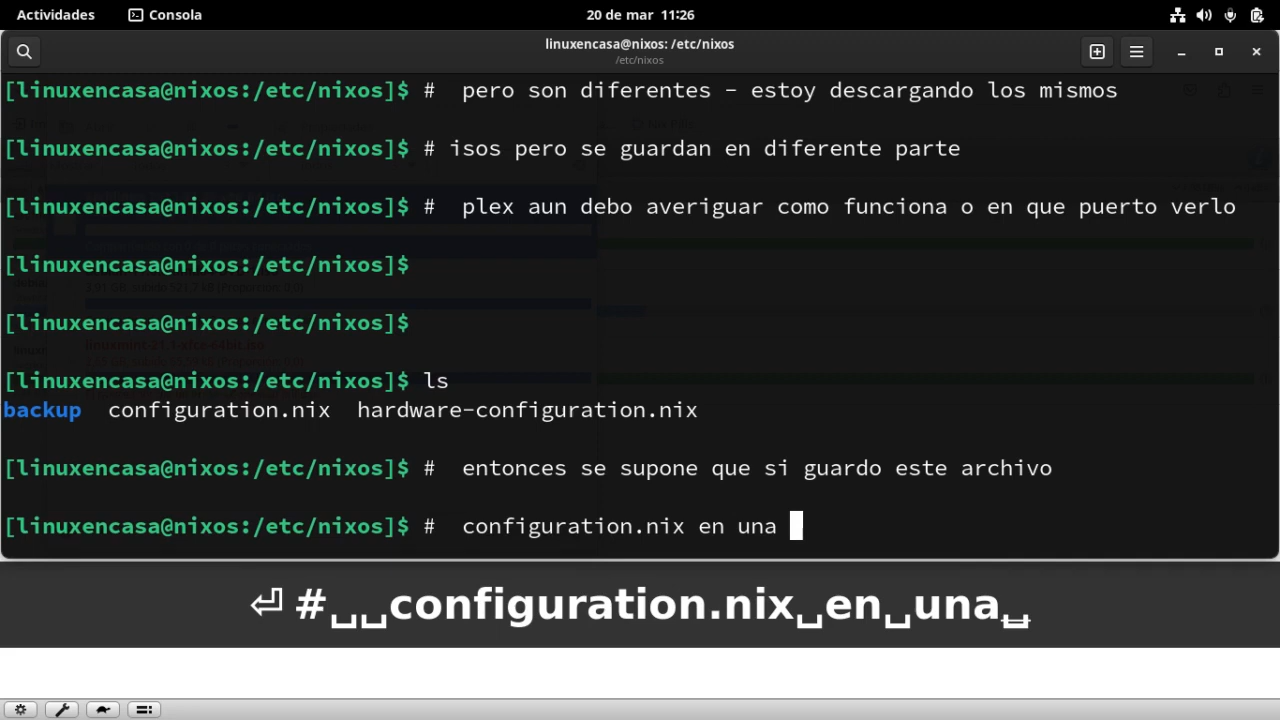 Actividades Consola 20 de mar 11:26
linuxencasa@nixos: /etc/nixos
/etc/nixos
[linuxencasa@nixos:/etc/nixos]$ #  pero son diferentes - estoy descargando los mismos
[linuxencasa@nixos:/etc/nixos]$ # isos pero se guardan en diferente parte
[linuxencasa@nixos:/etc/nixos]$ #  plex aun debo averiguar como funciona o en que puerto verlo
[linuxencasa@nixos:/etc/nixos]$
[linuxencasa@nixos:/etc/nixos]$
[linuxencasa@nixos:/etc/nixos]$ ls
backup  configuration.nix  hardware-configuration.nix
[linuxencasa@nixos:/etc/nixos]$ #  entonces se supone que si guardo este archivo
[linuxencasa@nixos:/etc/nixos]$ #  configuration.nix en una
⏎ #␣␣configuration.nix␣en␣una␣